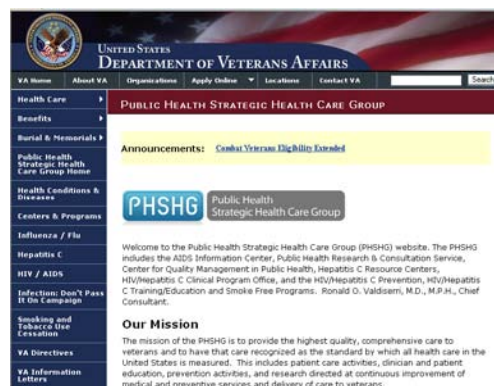 UNITED STATES
DEPARTMENT OF VETERANS AFFAIRS
VA Home About VA Organizations Apply Online Locations Contact VA Search
Health Care
Benefits
Burial & Memorials
Public Health
Strategic Health
Care Group Home
Health Conditions &
Diseases
Centers & Programs
Influenza / Flu
Hepatitis C
HIV / AIDS
Infection: Don't Pass
It On Campaign
Smoking and
Tobacco Use
Cessation
VA Directives
VA Information
Letters
PUBLIC HEALTH STRATEGIC HEALTH CARE GROUP
Announcements: Combat Veterans Eligibility Extended
PHSHG Public Health
Strategic Health Care Group
Welcome to the Public Health Strategic Health Care Group (PHSHG) website. The PHSHG
includes the AIDS Information Center, Public Health Research & Consultation Service,
Center for Quality Management in Public Health, Hepatitis C Resource Centers,
HIV/Hepatitis C Clinical Program Office, and the HIV/Hepatitis C Prevention, HIV/Hepatitis
C Training/Education and Smoke Free Programs. Ronald O. Valdiserri, M.D., M.P.H., Chief
Consultant.
Our Mission
The mission of the PHSHG is to provide the highest quality, comprehensive care to
veterans and to have that care recognized as the standard by which all health care in the
United States is measured. This includes patient care activities, clinician and patient
education, prevention activities, and research directed at continuous improvement of
medical and preventive services and delivery of care to veterans.